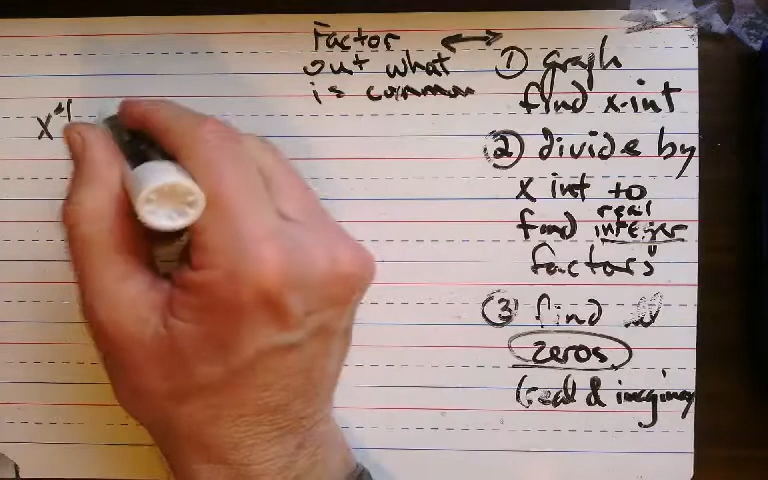 Factor
out what
is common
x⁴
① graph
find x-int
② divide by
x int to
find real integer
factors
③ find
zeros
(real & imaginy